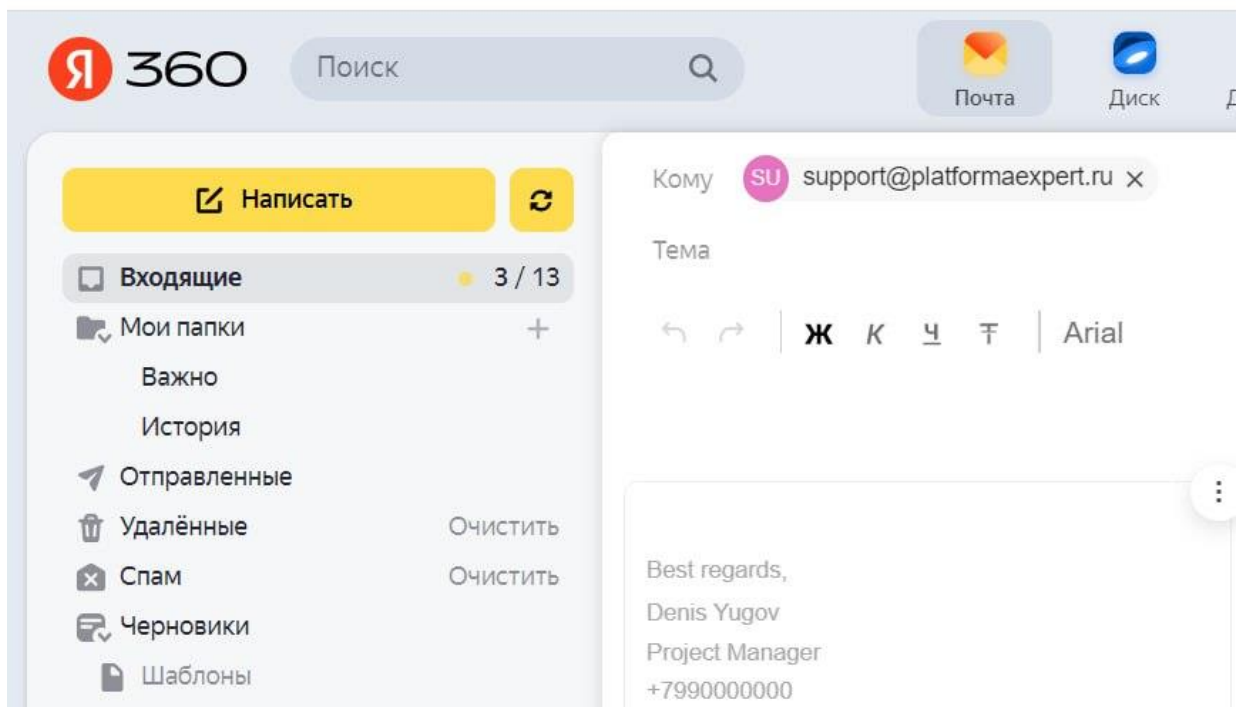 Я 360
Поиск
Почта
Диск
Написать
Входящие 3 / 13
Мои папки +
Важно
История
Отправленные
Удалённые Очистить
Спам Очистить
Черновики
Шаблоны
Кому SU support@platformaexpert.ru ×
Тема
Ж К Ч Т Arial
Best regards,
Denis Yugov
Project Manager
+7990000000